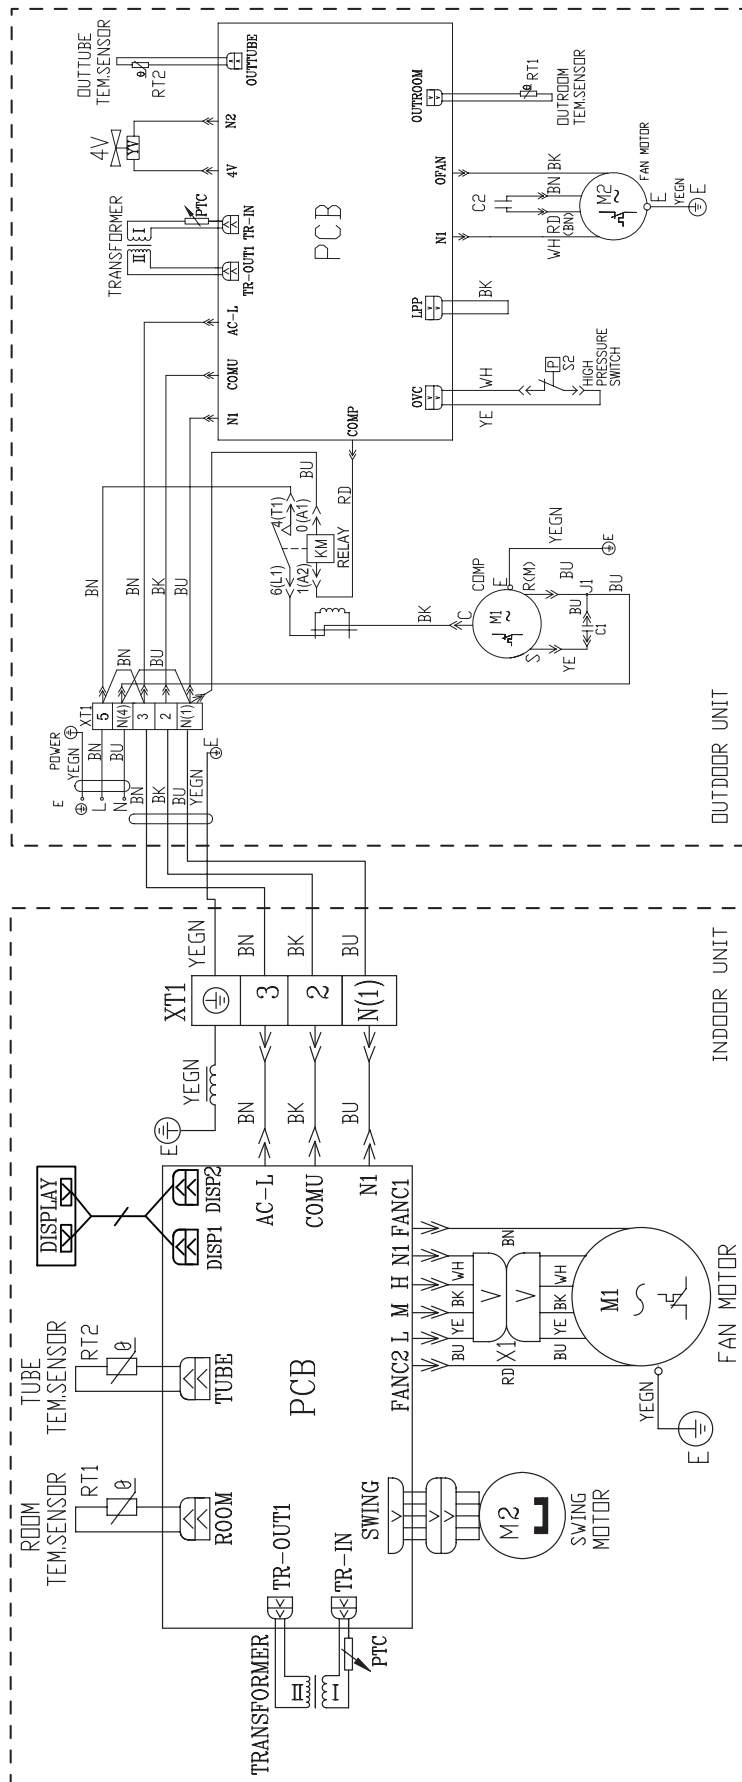 OUTTUBE
TEM.SENSOR
RT2
θ
OUTTUBE
4V
YV
N2
4V
TRANSFORMER
PTC
I
II
TR-IN
TR-OUT1
AC-L
COMU
N1
PCB
OUTROOM
RT1
θ
OUTROOM
TEM.SENSOR
OFAN
N1
BK
BN
C2
RD
(BN)
WH
M2
~
FAN MOTOR
E
YEGN
E
LPP
BK
OVC
WH
YE
P
S2
HIGH
PRESSURE
SWITCH
COMP
BU
RD
4(T1)
0(A1)
KM
RELAY
6(L1)
1(A2)
BN
BN
BK
BU
BN
BU
BK
C
COMP
M1
~
E
R(M)
S
YEGN
E
BU
J1
BU
BU
C1
YE
XT1
5
N(4)
3
2
N(1)
POWER
E
YEGN
L
BN
N
BU
BN
BK
BU
YEGN
E
OUTDOOR UNIT
YEGN
BN
BK
BU
XT1
3
2
N(1)
INDOOR UNIT
YEGN
E
BN
BK
BU
DISPLAY
DISP2
DISP1
AC-L
COMU
N1
TUBE
TEM.SENSOR
RT2
θ
TUBE
ROOM
TEM.SENSOR
RT1
θ
ROOM
PCB
FANC1
N1
H
M
L
FANC2
BN
WH
BK
YE
BU
X1
RD
V
V
WH
BK
YE
BU
M1
FAN MOTOR
YEGN
E
SWING
M2
SWING
MOTOR
TR-OUT1
TR-IN
TRANSFORMER
II
I
PTC